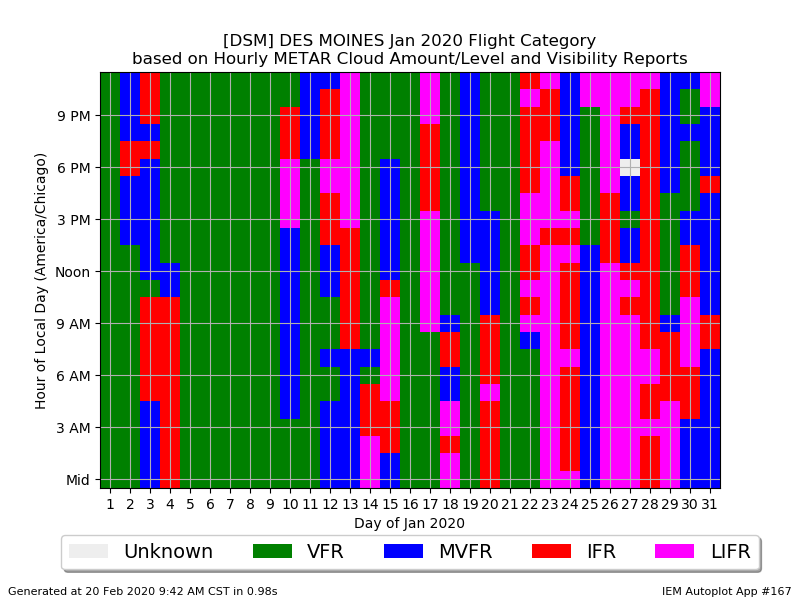 [DSM] DES MOINES Jan 2020 Flight Category
based on Hourly METAR Cloud Amount/Level and Visibility Reports
Hour of Local Day (America/Chicago)
9 PM
6 PM
3 PM
Noon
9 AM
6 AM
3 AM
Mid
1 2 3 4 5 6 7 8 9 10 11 12 13 14 15 16 17 18 19 20 21 22 23 24 25 26 27 28 29 30 31
Day of Jan 2020
Unknown VFR MVFR IFR LIFR
Generated at 20 Feb 2020 9:42 AM CST in 0.98s
IEM Autoplot App #167